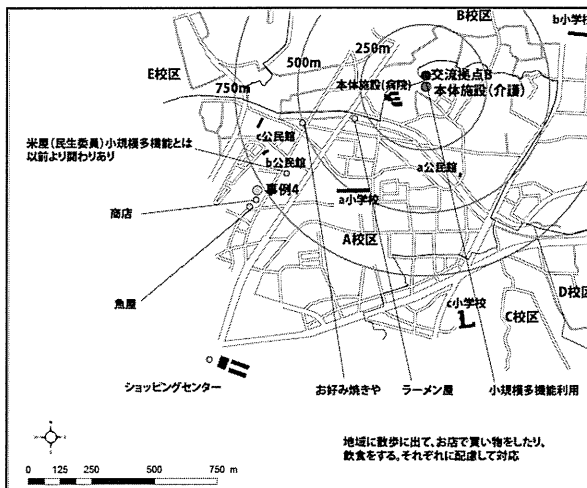 B校区
b小学校
250m
E校区
500m
交流拠点B
本体施設(病院)
本体施設(介護)
750m
c公民館
米屋(民生委員)小規模多機能とは
以前より関わりあり
b公民館
a公民館
事例4
a小学校
商店
A校区
D校区
魚屋
c小学校
C校区
ショッピングセンター
お好み焼きや
ラーメン屋
小規模多機能利用
地域に散歩に出て、お店で買い物をしたり、
飲食をする。それぞれに配慮して対応
0 125 250 500 750 m